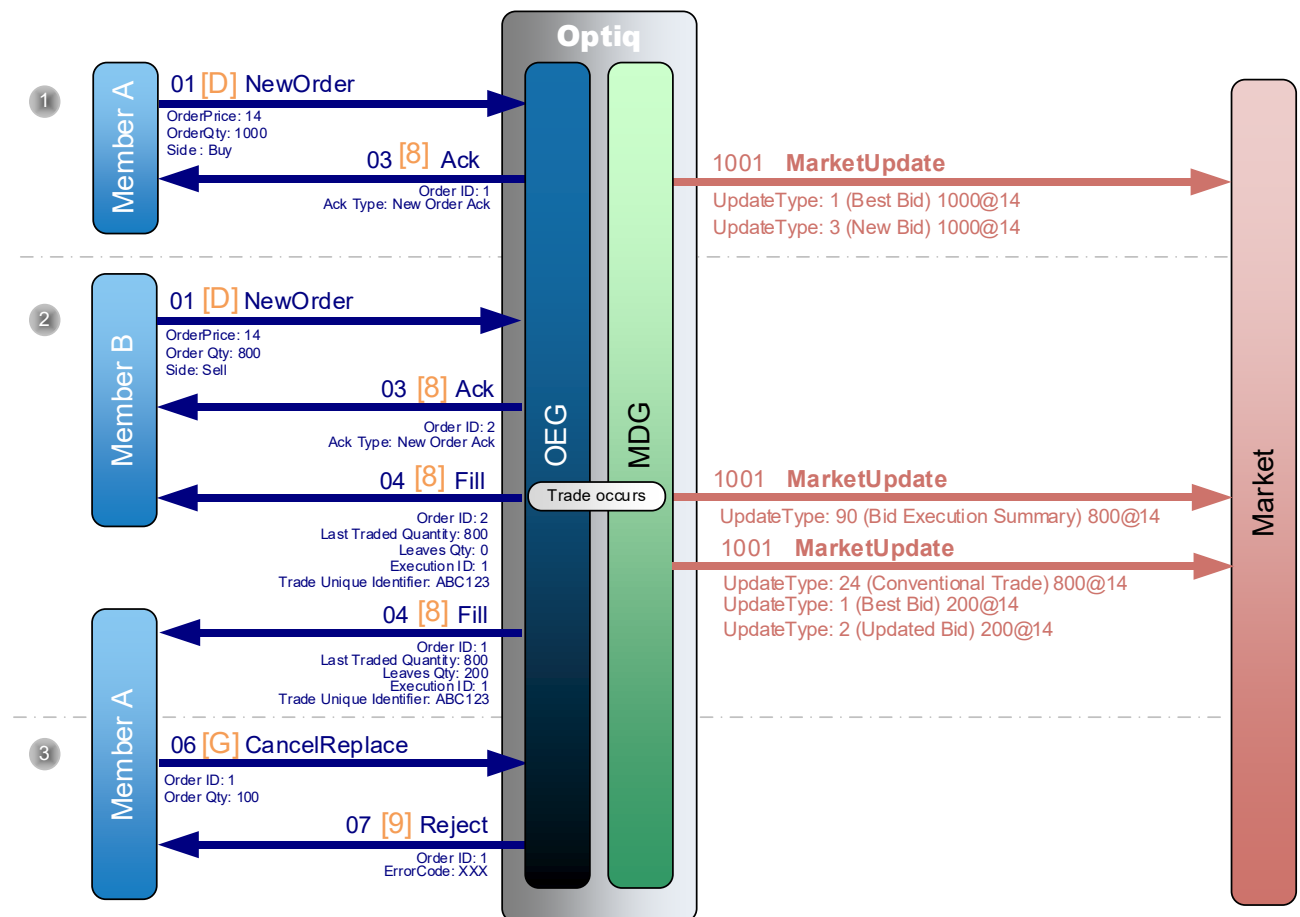 Optiq
1
Member A
01 [D] NewOrder
OrderPrice: 14
OrderQty: 1000
Side : Buy
03 [8] Ack
Order ID: 1
Ack Type: New Order Ack
1001 MarketUpdate
UpdateType: 1 (Best Bid) 1000@14
UpdateType: 3 (New Bid) 1000@14
2
Member B
01 [D] NewOrder
OrderPrice: 14
Order Qty: 800
Side: Sell
03 [8] Ack
Order ID: 2
Ack Type: New Order Ack
OEG
MDG
Market
04 [8] Fill
Trade occurs
Order ID: 2
Last Traded Quantity: 800
Leaves Qty: 0
Execution ID: 1
Trade Unique Identifier: ABC123
1001 MarketUpdate
UpdateType: 90 (Bid Execution Summary) 800@14
1001 MarketUpdate
UpdateType: 24 (Conventional Trade) 800@14
UpdateType: 1 (Best Bid) 200@14
UpdateType: 2 (Updated Bid) 200@14
Member A
04 [8] Fill
Order ID: 1
Last Traded Quantity: 800
Leaves Qty: 200
Execution ID: 1
Trade Unique Identifier: ABC123
3
06 [G] CancelReplace
Order ID: 1
Order Qty: 100
07 [9] Reject
Order ID: 1
ErrorCode: XXX